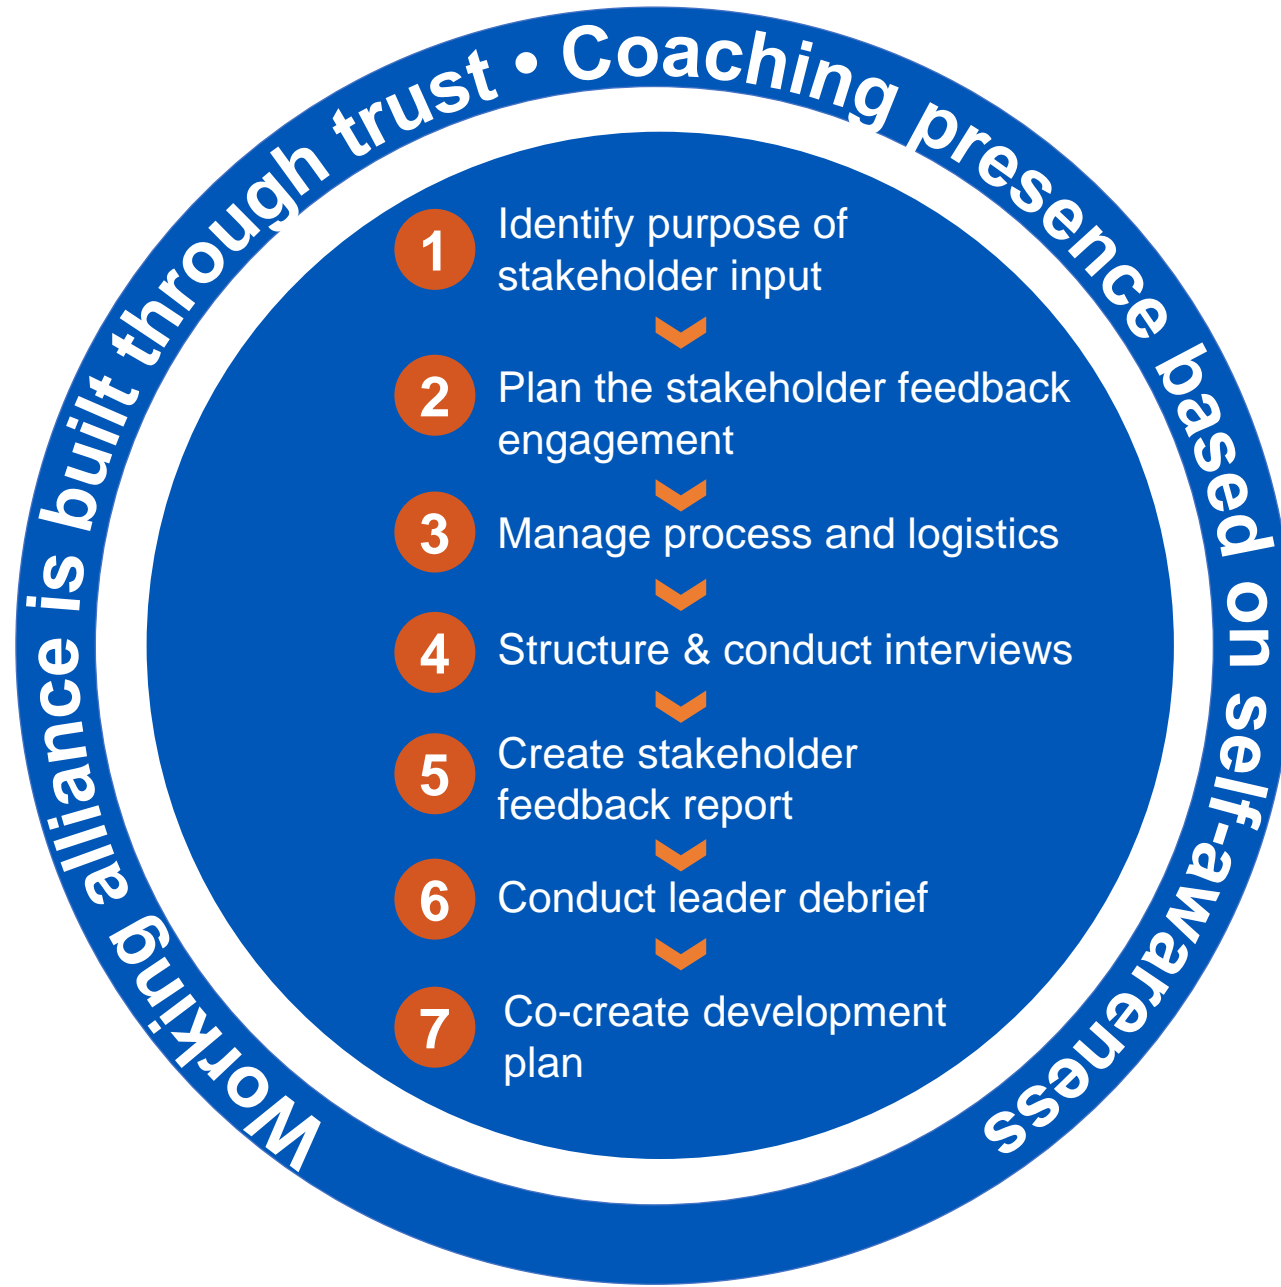 Working alliance is built through trust • Coaching presence based on self-awareness
1
Identify purpose of
stakeholder input
2
Plan the stakeholder feedback
engagement
3
Manage process and logistics
4
Structure & conduct interviews
5
Create stakeholder
feedback report
6
Conduct leader debrief
7
Co-create development
plan